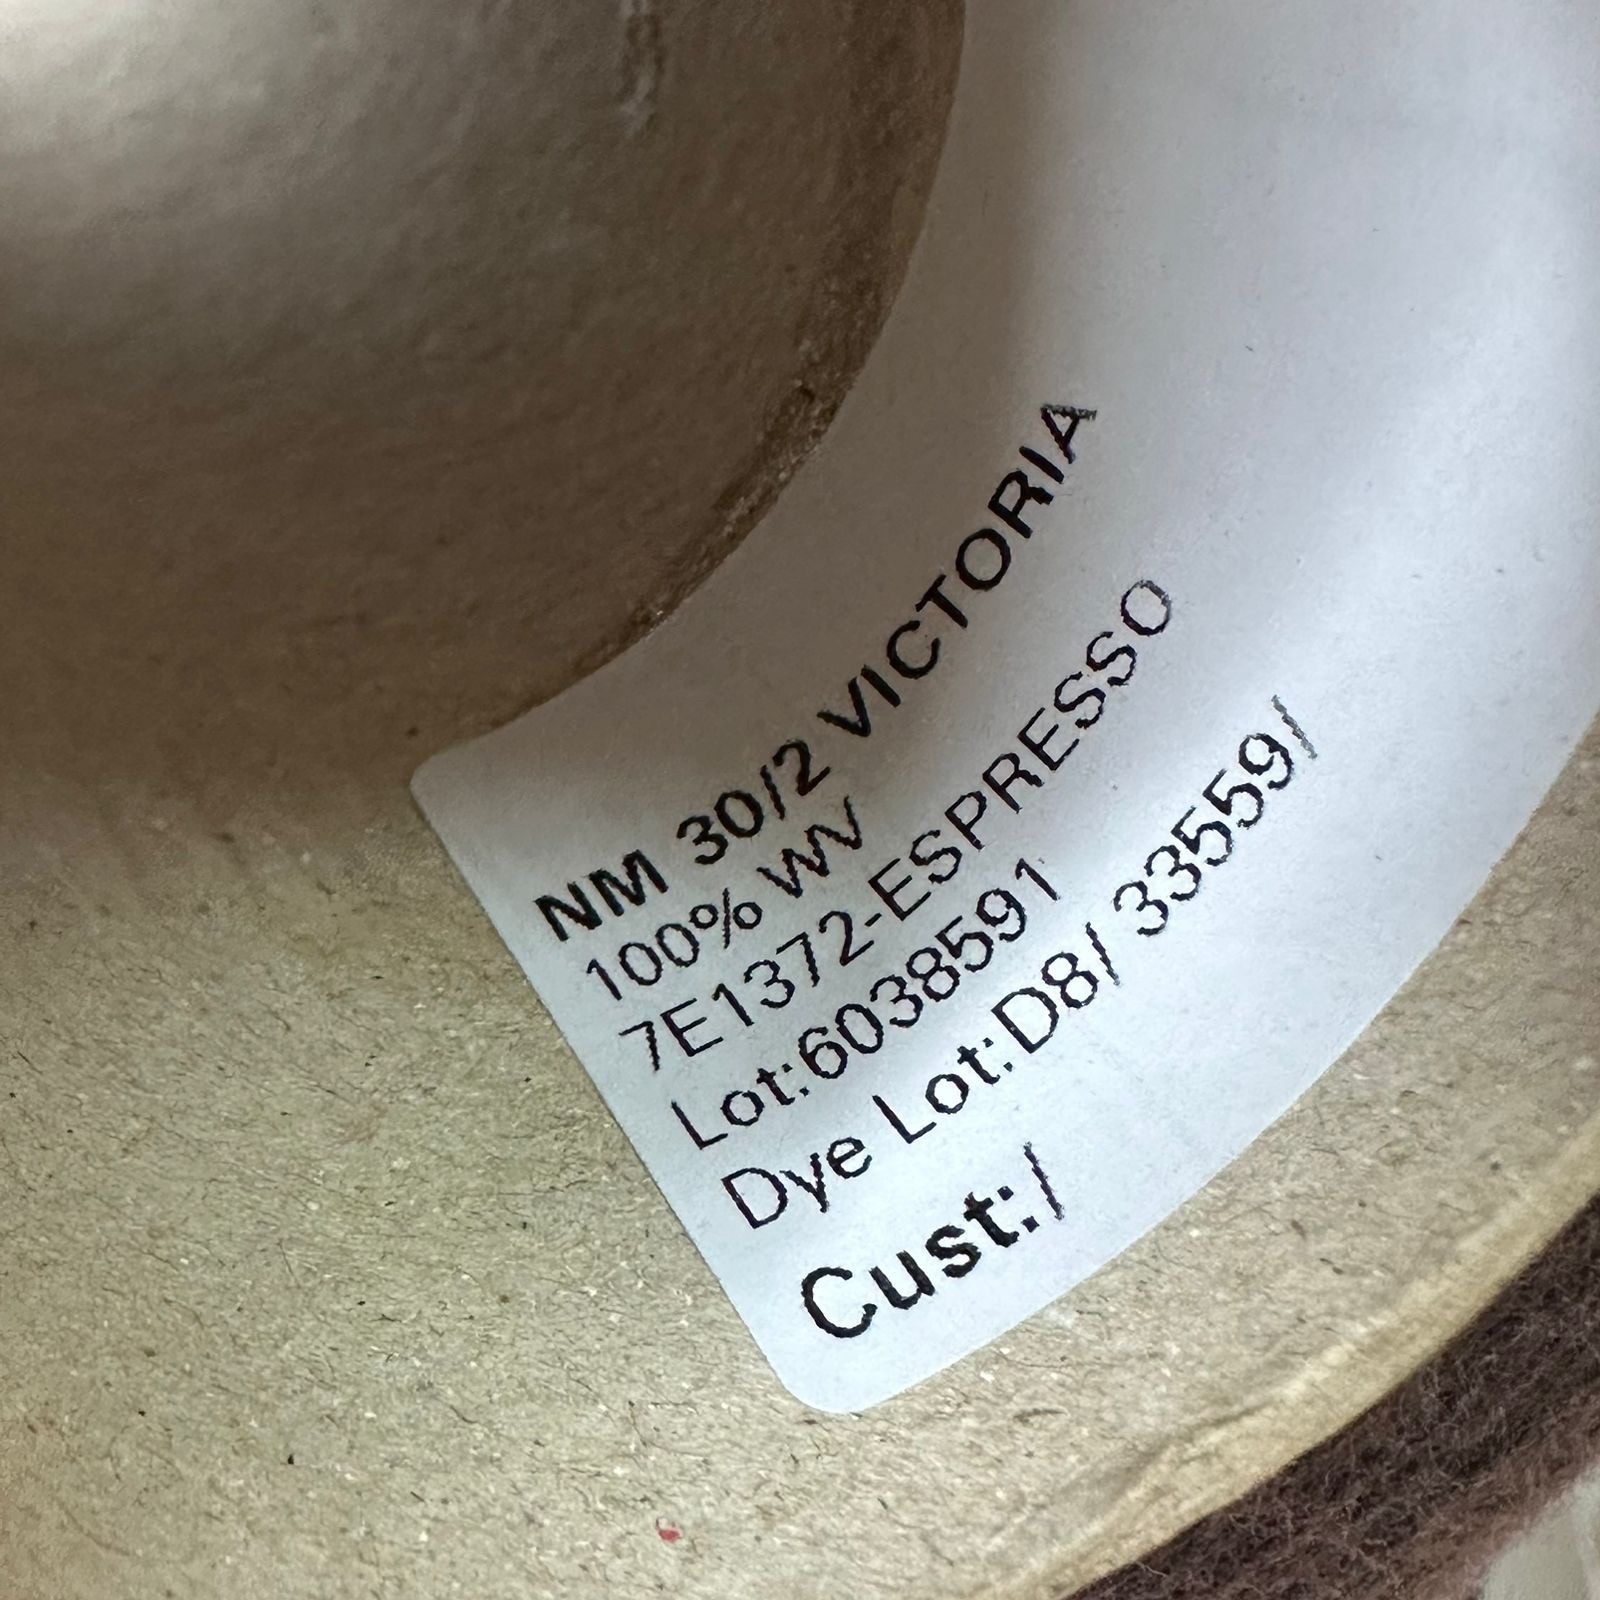 NM 30/2 VICTORIA
100% WV
7E1372-ESPRESSO
Lot:6038591
Dye Lot:D8/ 33559/
Cust:/